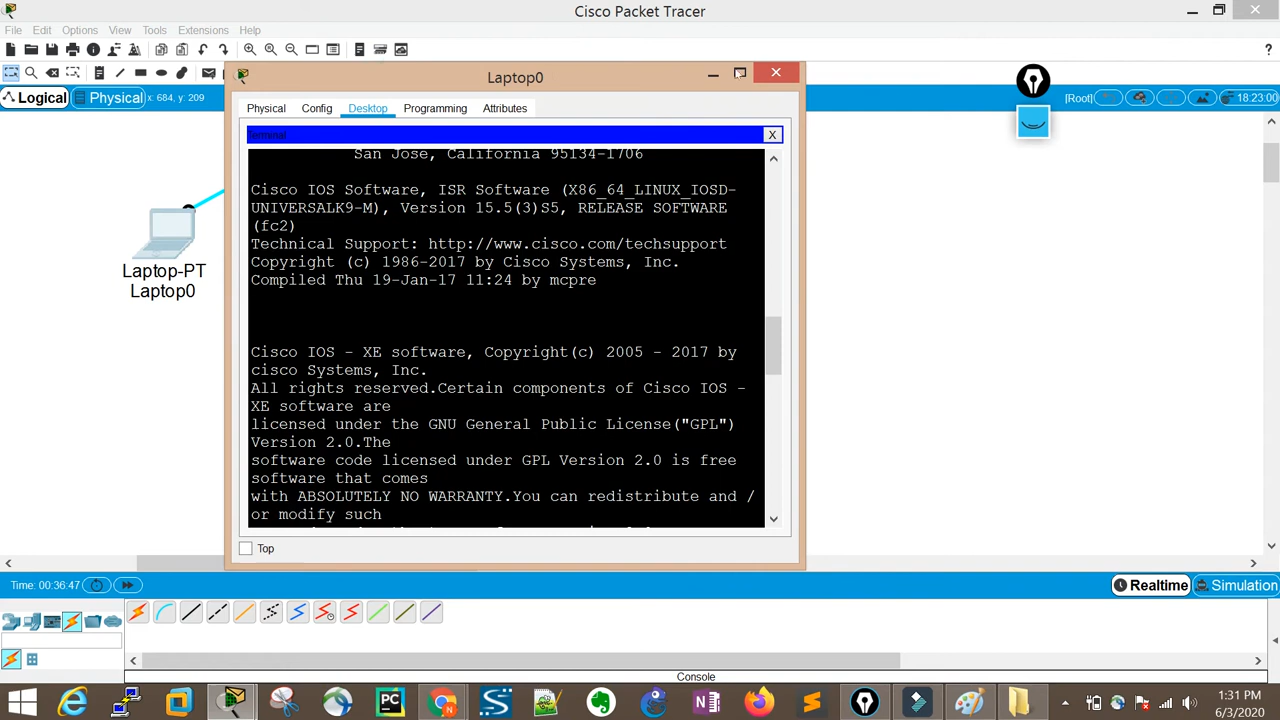 Cisco Packet Tracer
File Edit Options View Tools Extensions Help
?
Logical Physical x: 684, y: 209
[Root] 18:23:00
Laptop0
Physical Config Desktop Programming Attributes
Terminal
X
San Jose, California 95134-1706
Cisco IOS Software, ISR Software (X86_64_LINUX_IOSD-
UNIVERSALK9-M), Version 15.5(3)S5, RELEASE SOFTWARE
(fc2)
Technical Support: http://www.cisco.com/techsupport
Copyright (c) 1986-2017 by Cisco Systems, Inc.
Compiled Thu 19-Jan-17 11:24 by mcpre
Cisco IOS - XE software, Copyright(c) 2005 - 2017 by
cisco Systems, Inc.
All rights reserved.Certain components of Cisco IOS -
XE software are
licensed under the GNU General Public License("GPL")
Version 2.0.The
software code licensed under GPL Version 2.0 is free
software that comes
with ABSOLUTELY NO WARRANTY.You can redistribute and /
or modify such
Laptop-PT
Laptop0
Top
Time: 00:36:47
Realtime Simulation
Console
1:31 PM
6/3/2020